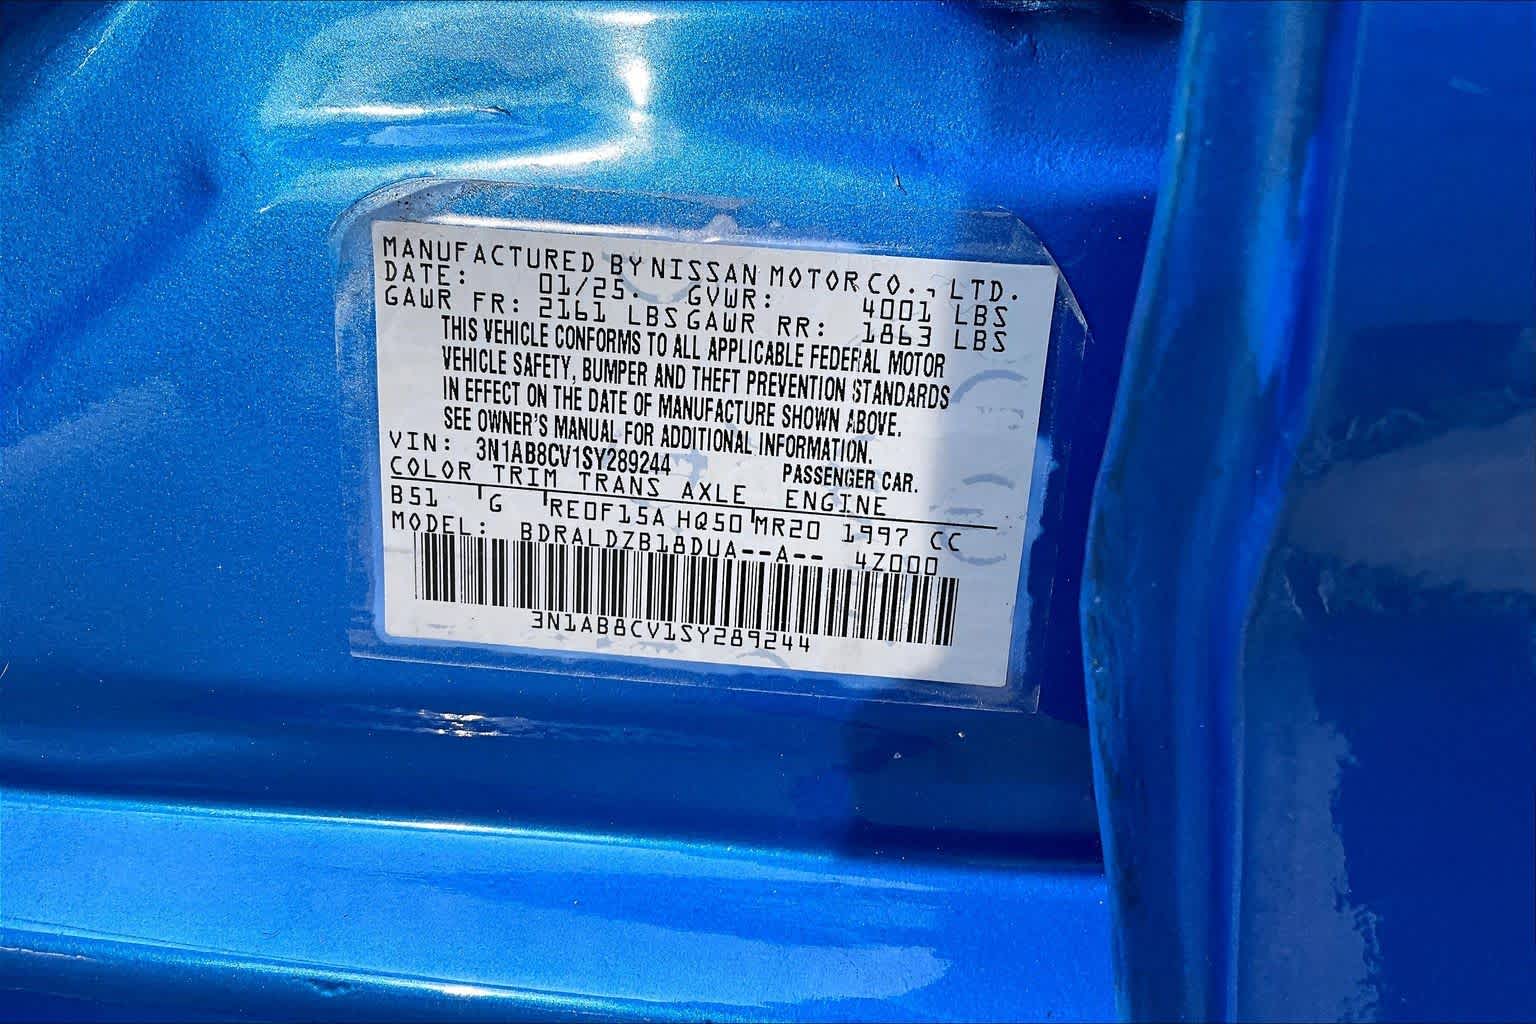 MANUFACTURED BY NISSAN MOTOR CO., LTD.
DATE: 01/25. GVWR: 4001 LBS
GAWR FR: 2161 LBS GAWR RR: 1863 LBS
THIS VEHICLE CONFORMS TO ALL APPLICABLE FEDERAL MOTOR
VEHICLE SAFETY, BUMPER AND THEFT PREVENTION STANDARDS
IN EFFECT ON THE DATE OF MANUFACTURE SHOWN ABOVE.
SEE OWNER'S MANUAL FOR ADDITIONAL INFORMATION.
VIN: 3N1AB8CV1SY289244 PASSENGER CAR.
COLOR TRIM TRANS AXLE ENGINE
B51 G RE0F15A HQ50 MR20 1997 CC
MODEL: BDRALDZB18DUA--A-- 4Z000
3N1AB8CV1SY289244